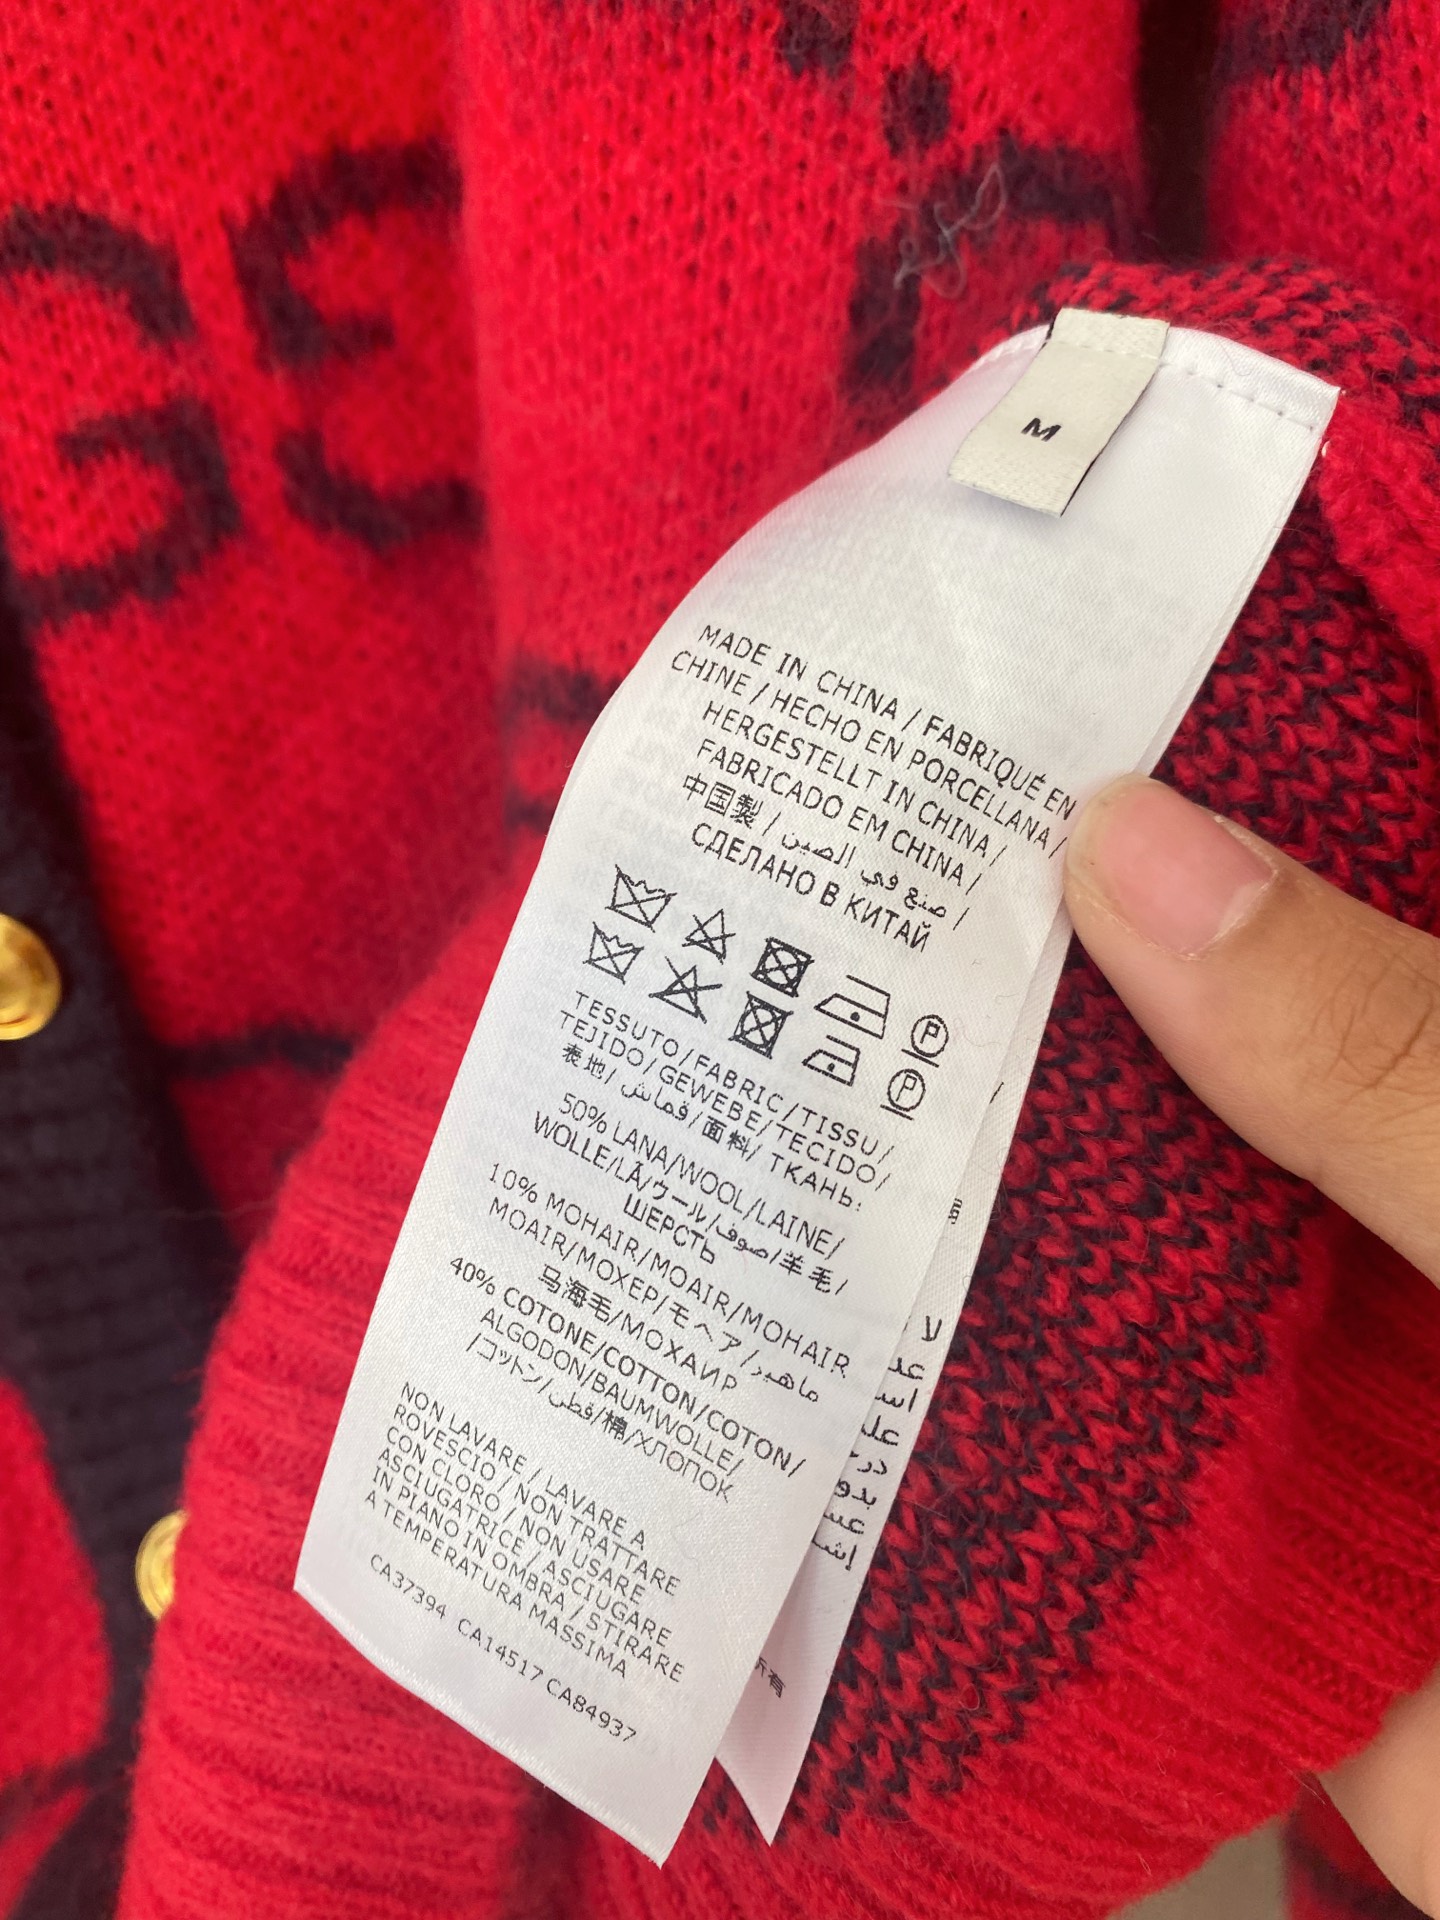 M
MADE IN CHINA / FABRIQUÉ EN
CHINE / HECHO EN PORCELLANA /
HERGESTELLT IN CHINA /
FABRICADO EM CHINA /
中国製 / صنع في الصين /
СДЕЛАНО В КИТАЙ
P
P
TESSUTO/FABRIC/TISSU/
TEJIDO/GEWEBE/TECIDO/
表地/قماش/面料/ ТКАНЬ:
50% LANA/WOOL/LAINE/
WOLLE/LÃ/ウール/صوف/羊毛/
ШЕРСТЬ
10% MOHAIR/MOAIR/MOHAIR
MOAIR/MOXEP/モヘア/ماهير/
马海毛/МОХАИР
40% COTONE/COTTON/COTON/
ALGODON/BAUMWOLLE/
/コットン/قطن/棉/ХЛОПОК
NON LAVARE / LAVARE A
ROVESCIO / NON TRATTARE
CON CLORO / NON USARE
ASCIUGATRICE / ASCIUGARE
IN PIANO IN OMBRA / STIRARE
A TEMPERATURA MASSIMA
CA37394 CA14517 CA84937
所有